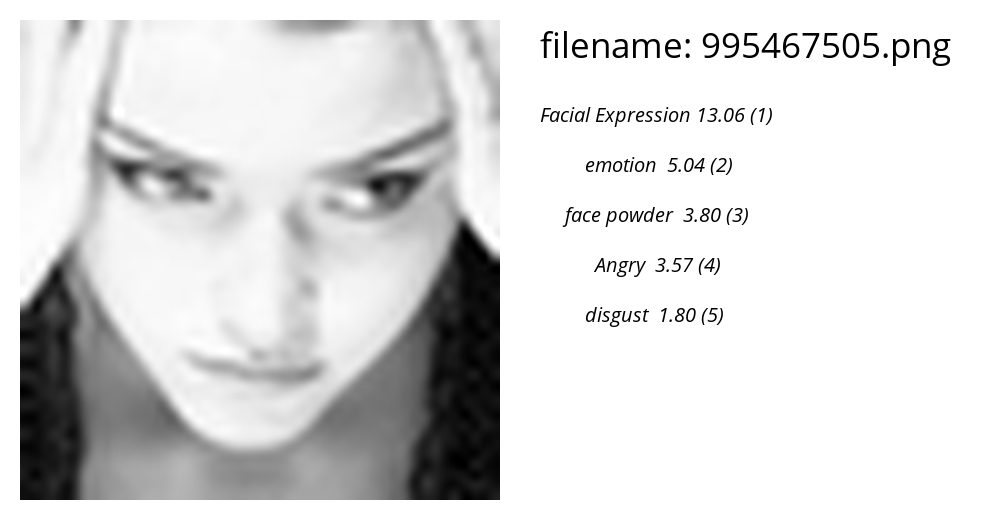 filename: 995467505.png
Facial Expression 13.06 (1)
emotion 5.04 (2)
face powder 3.80 (3)
Angry 3.57 (4)
disgust 1.80 (5)